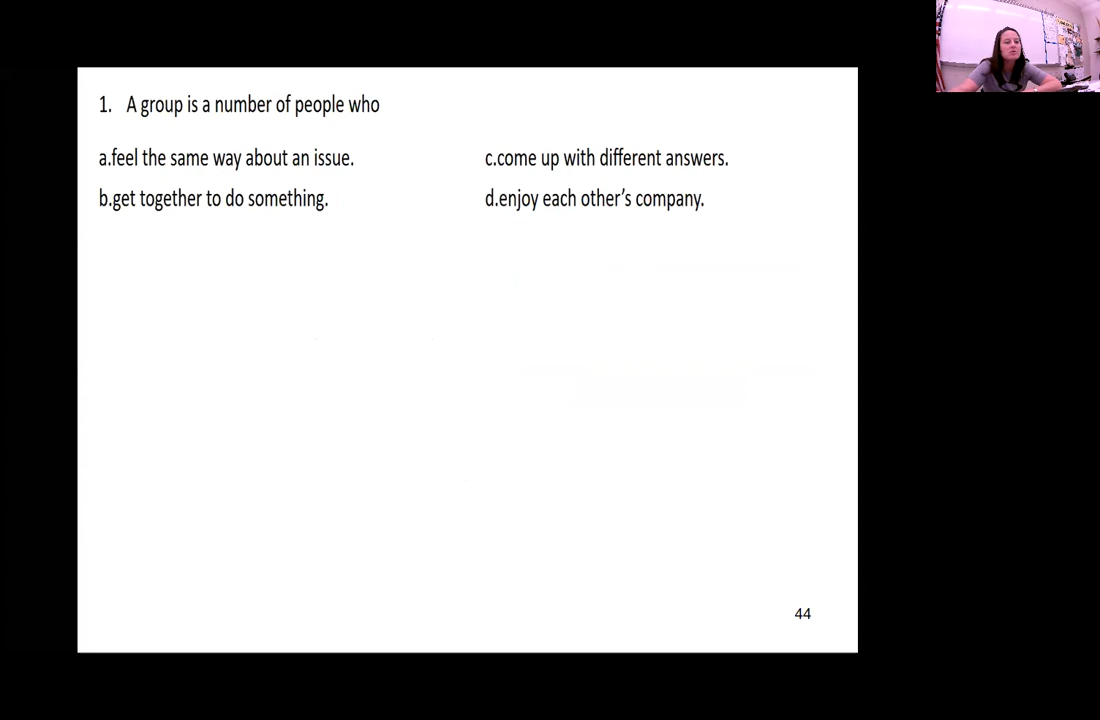 1. A group is a number of people who
a.feel the same way about an issue.
b.get together to do something.
c.come up with different answers.
d.enjoy each other’s company.
44